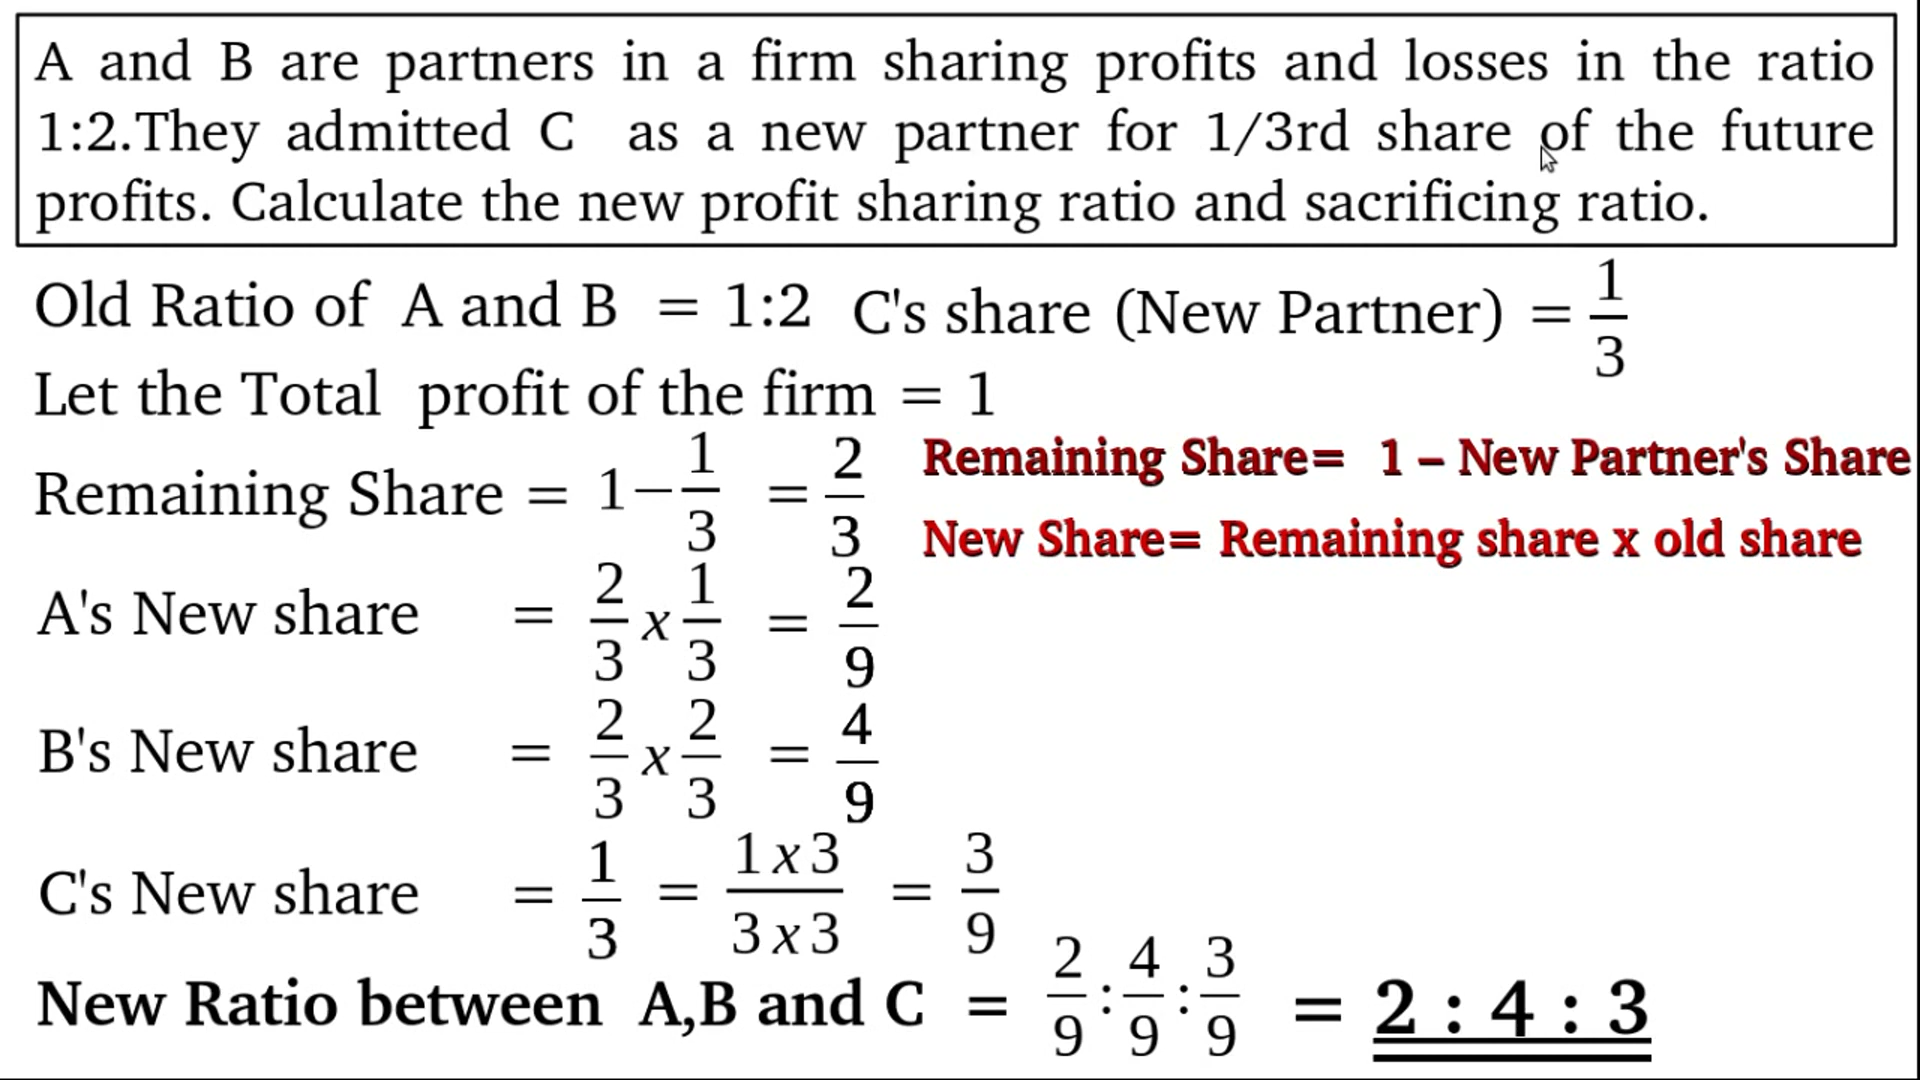 A and B are partners in a firm sharing profits and losses in the ratio
1:2.They admitted C as a new partner for 1/3rd share of the future
profits. Calculate the new profit sharing ratio and sacrificing ratio.
Old Ratio of A and B = 1:2 C's share (New Partner) = 1/3
Let the Total profit of the firm = 1
Remaining Share = 1 − 1/3 = 2/3
Remaining Share= 1 – New Partner's Share
New Share= Remaining share x old share
A's New share = 2/3 x 1/3 = 2/9
B's New share = 2/3 x 2/3 = 4/9
C's New share = 1/3 = 1 x 3 / 3 x 3 = 3/9
New Ratio between A,B and C = 2/9 : 4/9 : 3/9 = 2 : 4 : 3